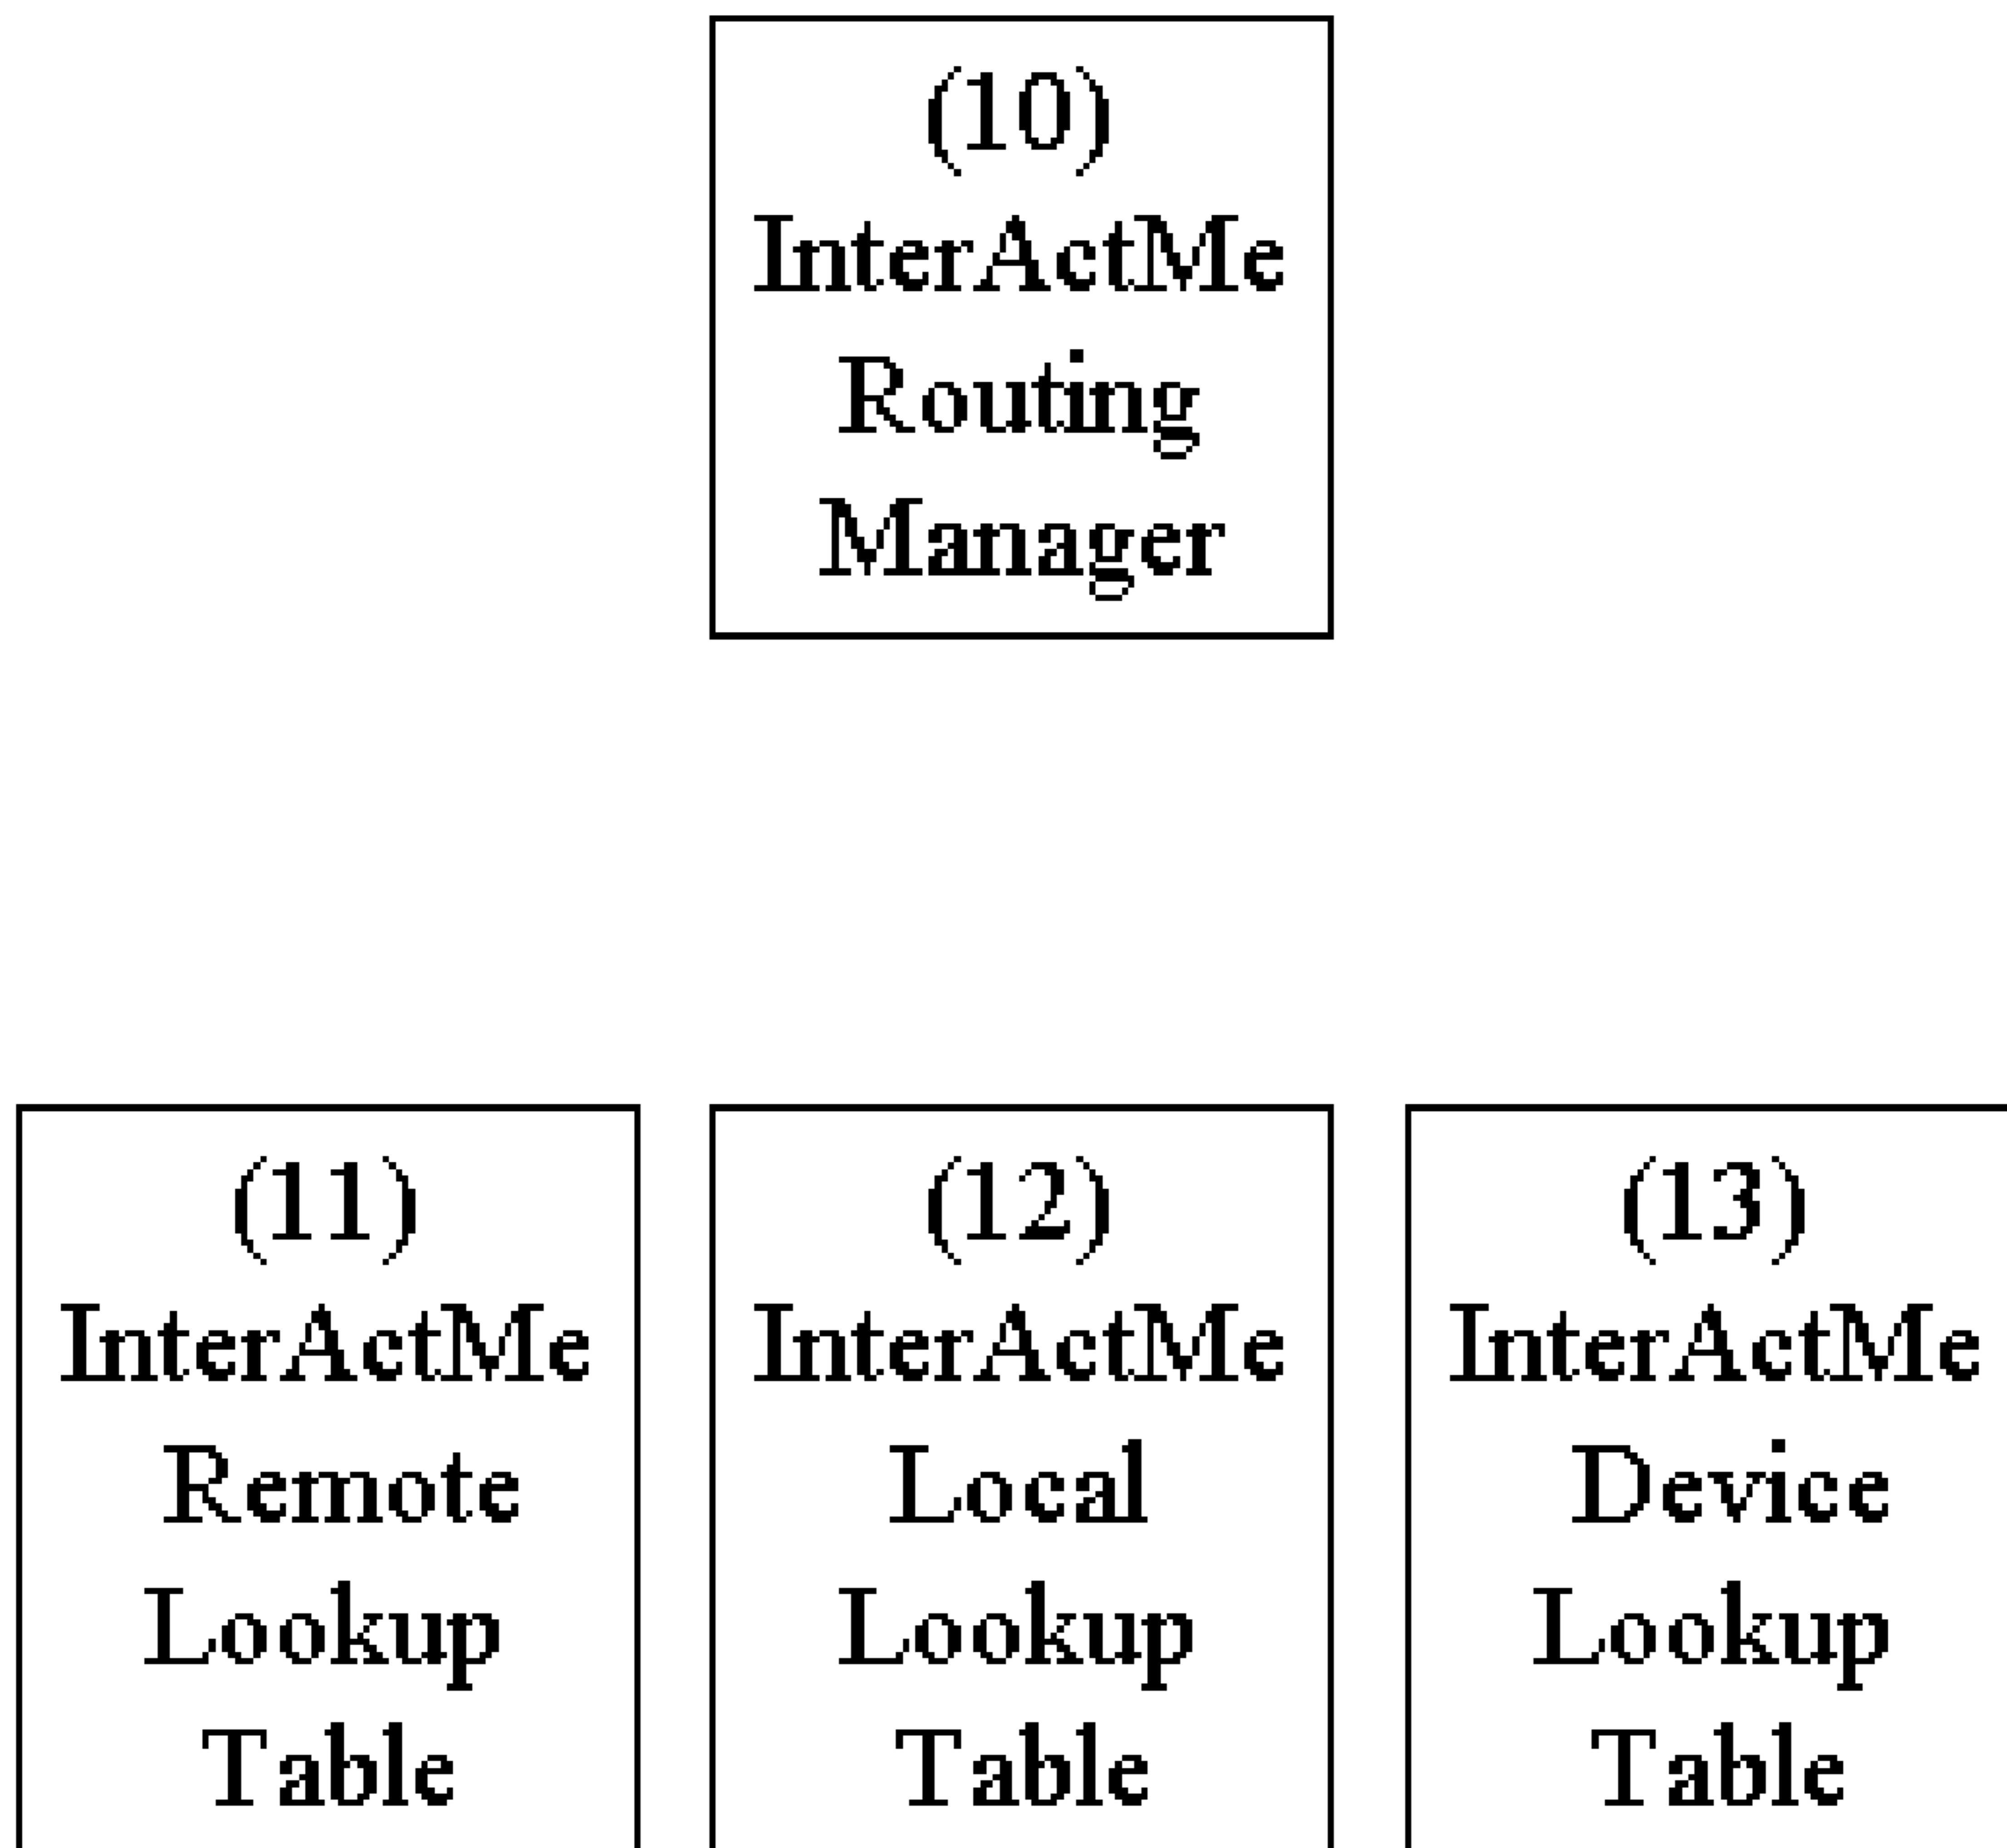 (10)
InterActMe
Routing
Manager
(11)
InterActMe
Remote
Lookup
Table
(12)
InterActMe
Local
Lookup
Table
(13)
InterActMe
Device
Lookup
Table